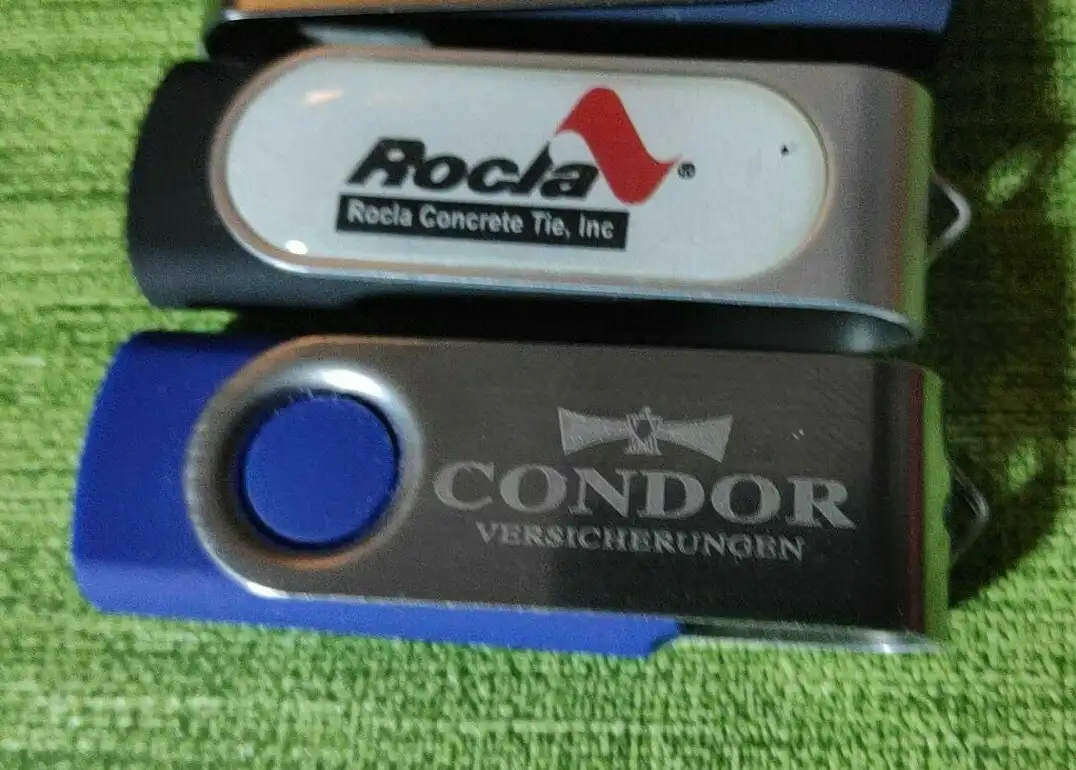 Rocla®
Rocla Concrete Tie, Inc
CONDOR
VERSICHERUNGEN